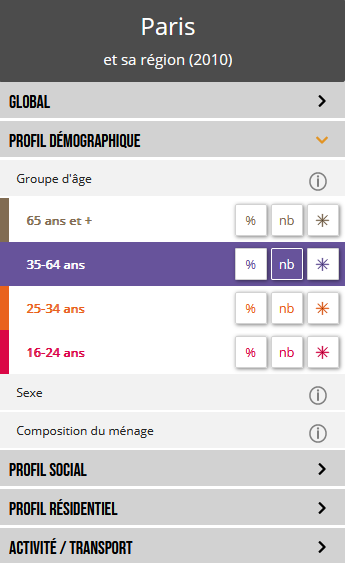 Paris
et sa région (2010)
GLOBAL
PROFIL DÉMOGRAPHIQUE
Groupe d'âge
65 ans et + % nb
35-64 ans % nb
25-34 ans % nb
16-24 ans % nb
Sexe
Composition du ménage
PROFIL SOCIAL
PROFIL RÉSIDENTIEL
ACTIVITÉ / TRANSPORT